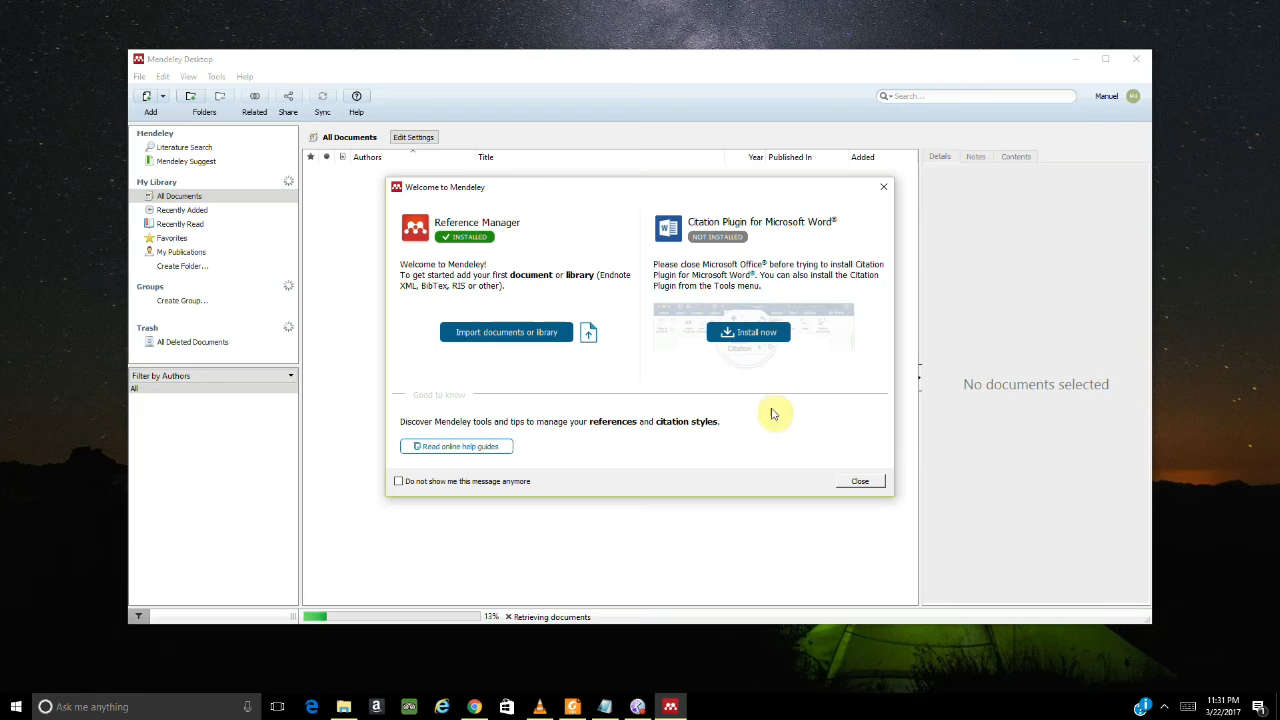 Mendeley Desktop
File Edit View Tools Help
Add Folders Related Share Sync Help
Search...
Manuel
Mendeley
Literature Search
Mendeley Suggest
My Library
All Documents
Recently Added
Recently Read
Favorites
My Publications
Create Folder...
Groups
Create Group...
Trash
All Deleted Documents
Filter by Authors
All
All Documents Edit Settings
Authors Title Year Published In Added
Details Notes Contents
No documents selected
Welcome to Mendeley
Reference Manager
INSTALLED
Welcome to Mendeley!
To get started add your first document or library (Endnote
XML, BibTex, RIS or other).
Import documents or library
Citation Plugin for Microsoft Word®
NOT INSTALLED
Please close Microsoft Office® before trying to install Citation
Plugin for Microsoft Word®. You can also install the Citation
Plugin from the Tools menu.
Install now
Citation
Good to know
Discover Mendeley tools and tips to manage your references and citation styles.
Read online help guides
Do not show me this message anymore
Close
13% Retrieving documents
Ask me anything
11:31 PM
3/22/2017